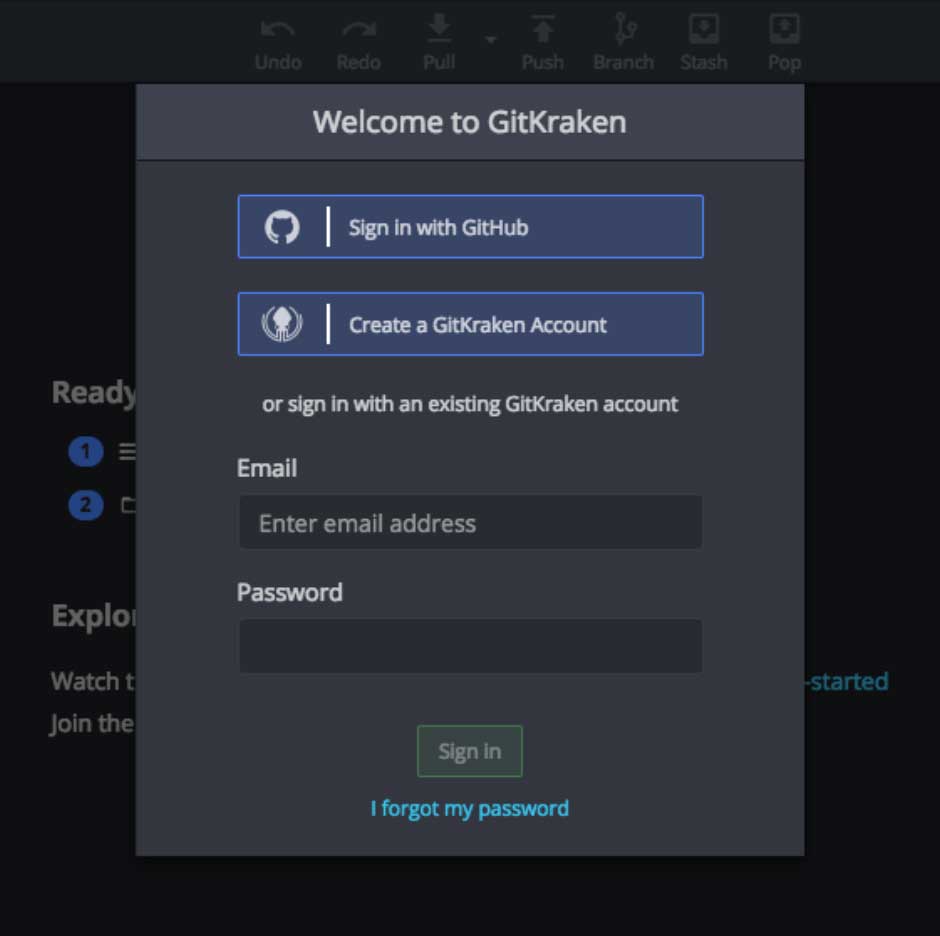 Undo Redo Pull Push Branch Stash Pop
Welcome to GitKraken
Sign in with GitHub
Create a GitKraken Account
or sign in with an existing GitKraken account
Ready
1
2
Email
Enter email address
Password
Explor
Watch t -started
Join the
Sign in
I forgot my password